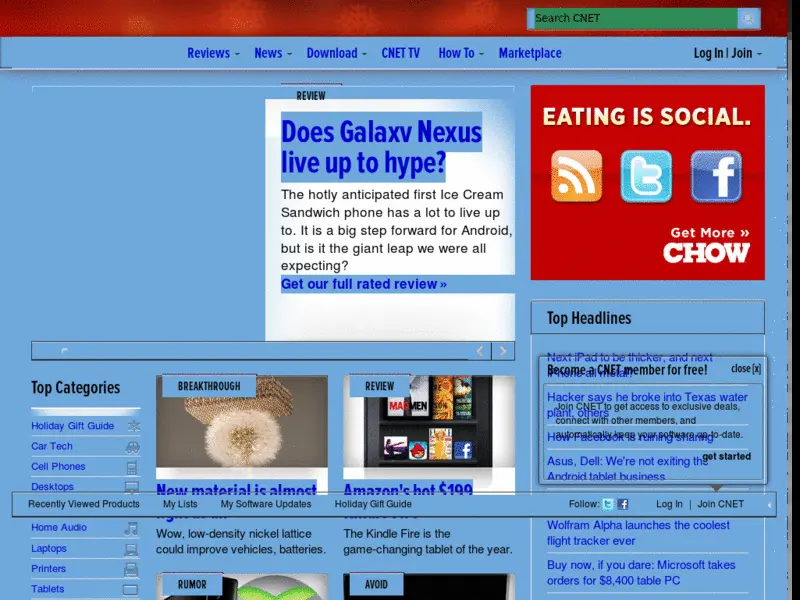 Search CNET
Reviews News Download CNET TV How To Marketplace Log In | Join
REVIEW
Does Galaxy Nexus
live up to hype?
The hotly anticipated first Ice Cream
Sandwich phone has a lot to live up
to. It is a big step forward for Android,
but is it the giant leap we were all
expecting?
Get our full rated review »
EATING IS SOCIAL.
Get More »
CHOW
Top Headlines
Next iPad to be thicker, and next
iPhone all metal?
Become a CNET member for free! close [x]
Hacker says he broke into Texas water
plant, others
Join CNET to get access to exclusive deals,
connect with other members, and
automatically keep your software up-to-date.
How Facebook is ruining sharing
get started
Asus, Dell: We're not exiting the
Android tablet business
Wolfram Alpha launches the coolest
flight tracker ever
Buy now, if you dare: Microsoft takes
orders for $8,400 table PC
Top Categories
Holiday Gift Guide
Car Tech
Cell Phones
Desktops
Home Audio
Laptops
Printers
Tablets
BREAKTHROUGH
New material is almost
Wow, low-density nickel lattice
could improve vehicles, batteries.
REVIEW
MAD MEN
Amazon's hot $199
The Kindle Fire is the
game-changing tablet of the year.
RUMOR
AVOID
Recently Viewed Products My Lists My Software Updates Holiday Gift Guide Follow: Log In | Join CNET